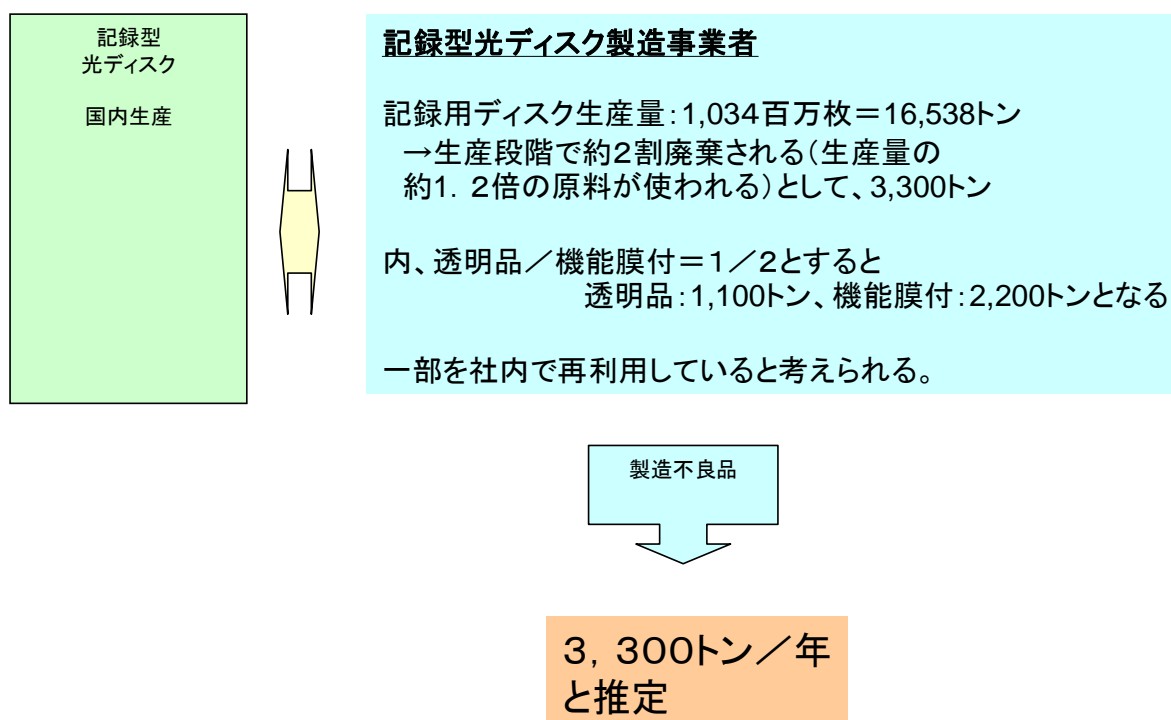 記録型
光ディスク
国内生産
記録型光ディスク製造事業者
記録用ディスク生産量：1,034百万枚＝16,538トン
→生産段階で約２割廃棄される（生産量の
約1．２倍の原料が使われる）として、3,300トン
内、透明品／機能膜付＝１／２とすると
透明品：1,100トン、機能膜付：2,200トンとなる
一部を社内で再利用していると考えられる。
製造不良品
３，３００トン／年
と推定